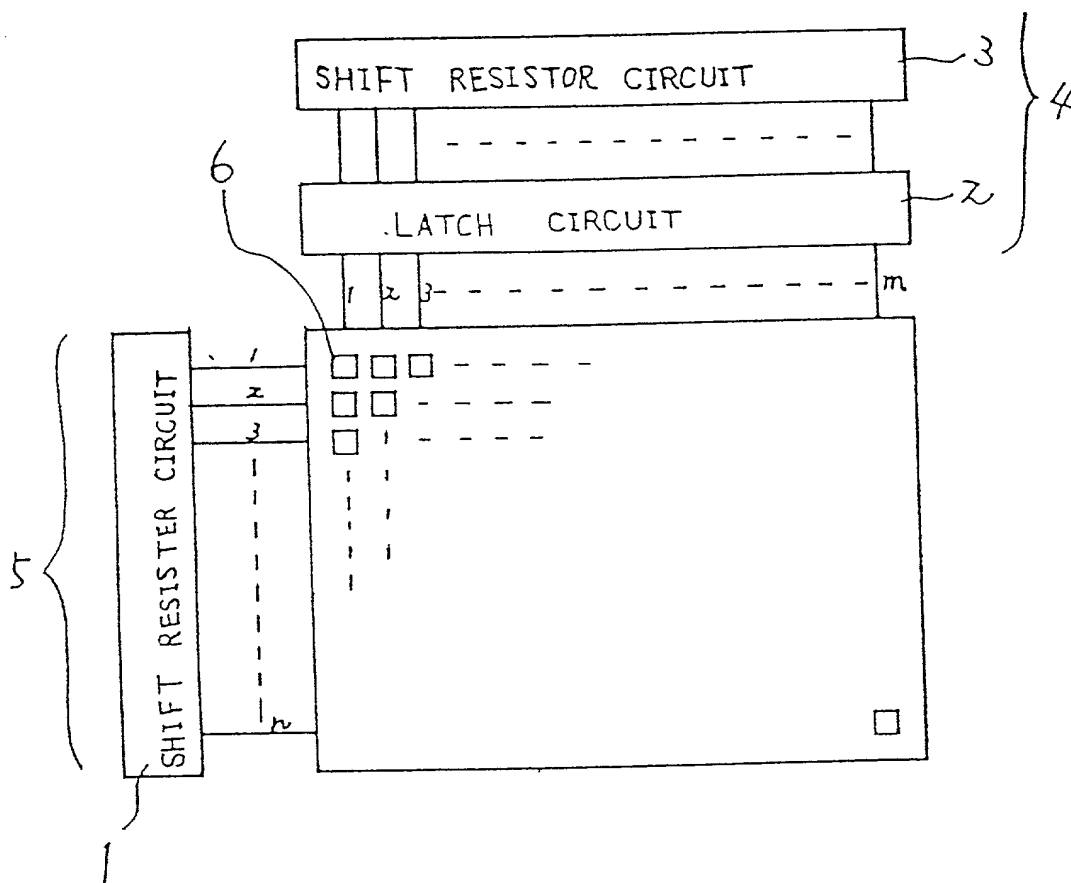 SHIFT RESISTOR CIRCUIT
3
4
6
LATCH CIRCUIT
2
1 2 3 m
5
SHIFT RESISTER CIRCUIT
1
2
3
n
1